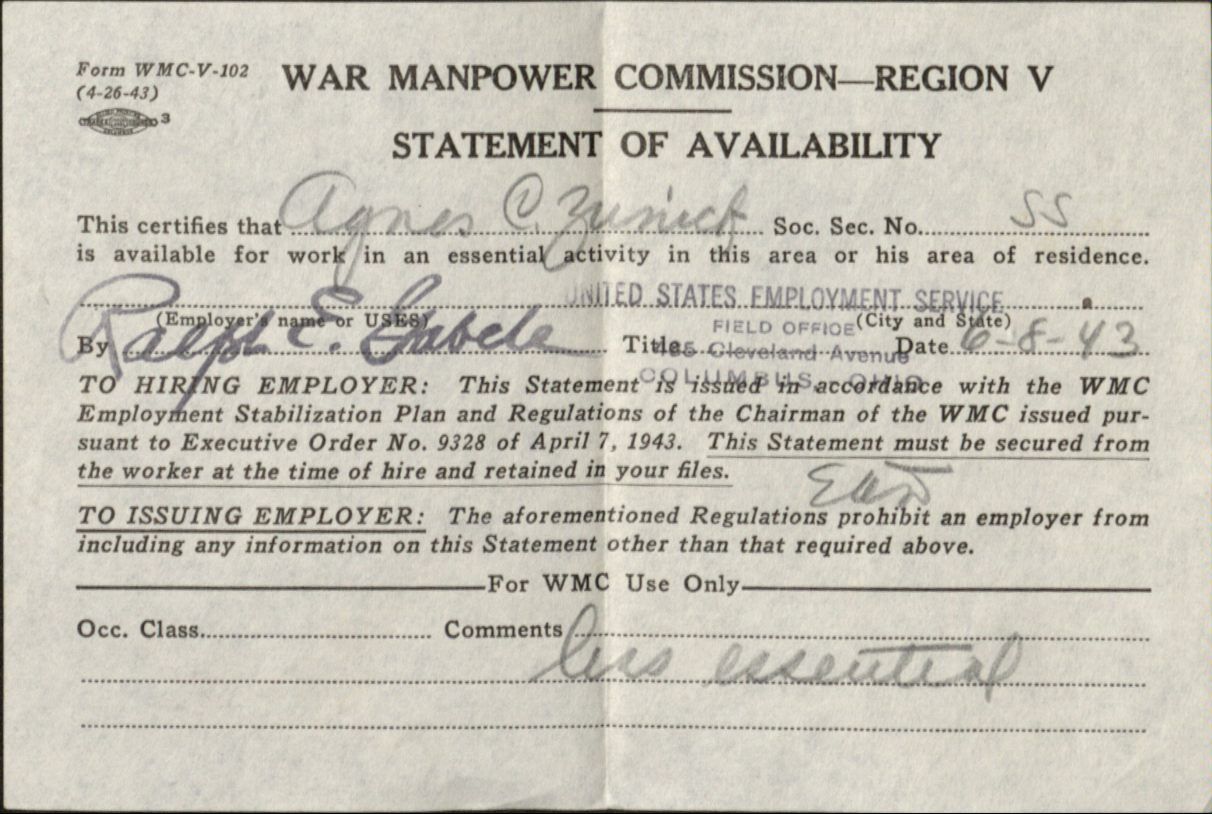 Form WMC-V-102
(4-26-43)
3
WAR MANPOWER COMMISSION—REGION V
STATEMENT OF AVAILABILITY
This certifies that Agnes C. Zunick Soc. Sec. No. SS
is available for work in an essential activity in this area or his area of residence.
UNITED STATES EMPLOYMENT SERVICE
(Employer's name or USES) FIELD OFFICE (City and State)
By Ralph E. Title Cleveland Avenue Date 6-8-43
COLUMBUS, OHIO
TO HIRING EMPLOYER: This Statement is issued in accordance with the WMC
Employment Stabilization Plan and Regulations of the Chairman of the WMC issued pur-
suant to Executive Order No. 9328 of April 7, 1943. This Statement must be secured from
the worker at the time of hire and retained in your files.
TO ISSUING EMPLOYER: The aforementioned Regulations prohibit an employer from
including any information on this Statement other than that required above.
For WMC Use Only
Occ. Class. Comments
less essential